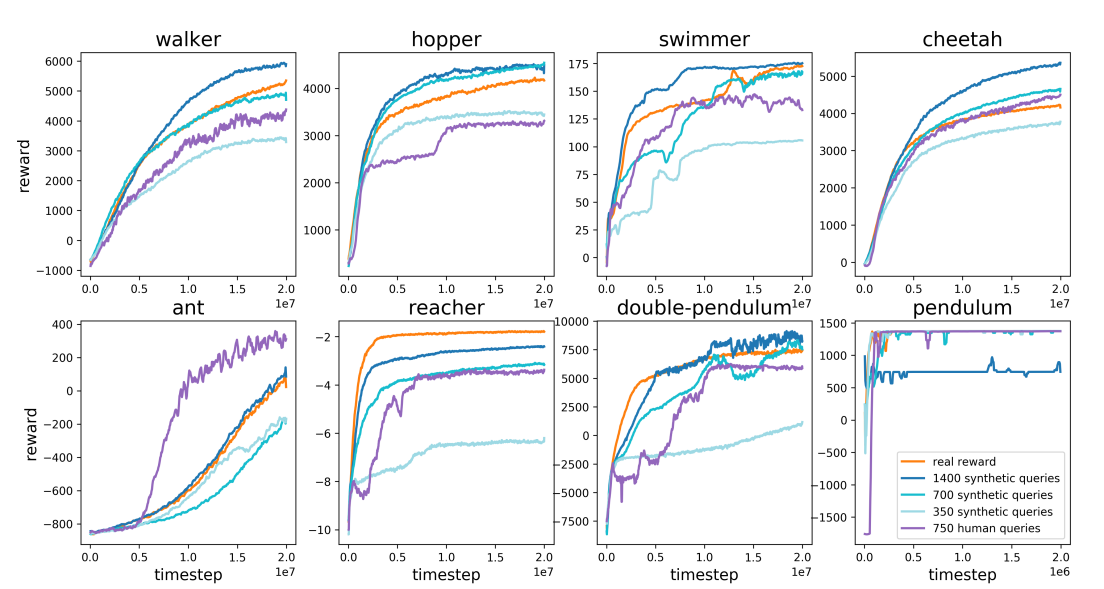 walker
hopper
swimmer
cheetah
reward
6000
5000
4000
3000
2000
1000
0
−1000
0.0 0.5 1.0 1.5 2.0
1e7
4000
3000
2000
1000
0.0 0.5 1.0 1.5 2.0
1e7
175
150
125
100
75
50
25
0
0.0 0.5 1.0 1.5 2.0
1e7
5000
4000
3000
2000
1000
0
0.0 0.5 1.0 1.5 2.0
1e7
ant
reacher
double-pendulum
pendulum
reward
400
200
0
−200
−400
−600
−800
0.0 0.5 1.0 1.5 2.0
1e7
timestep
−2
−4
−6
−8
−10
0.0 0.5 1.0 1.5 2.0
1e7
timestep
10000
7500
5000
2500
0
−2500
−5000
−7500
0.0 0.5 1.0 1.5 2.0
1e7
timestep
1500
1000
500
0
−500
−1000
−1500
0.0 0.5 1.0 1.5 2.0
1e6
timestep
real reward
1400 synthetic queries
700 synthetic queries
350 synthetic queries
750 human queries